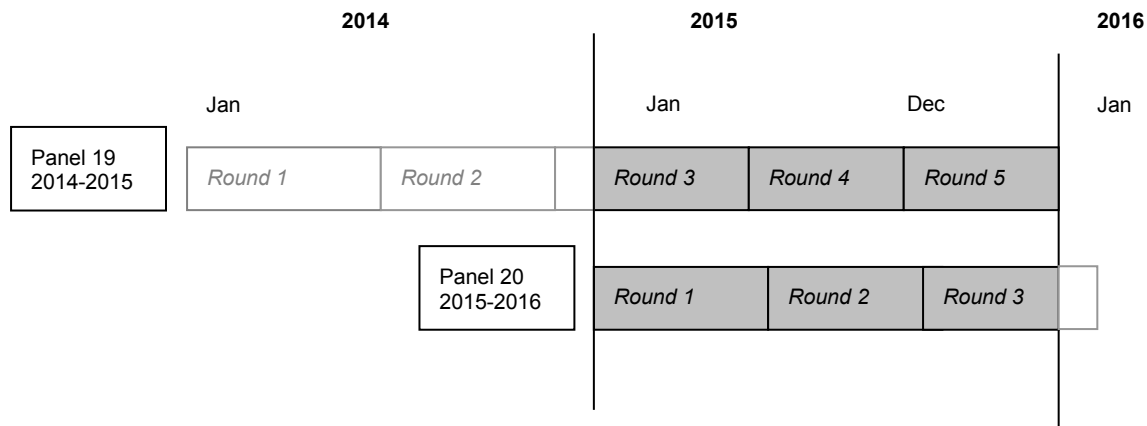 2014 2015 2016
Jan Jan Dec Jan
Panel 19
2014-2015
Round 1 Round 2 Round 3 Round 4 Round 5
Panel 20
2015-2016
Round 1 Round 2 Round 3